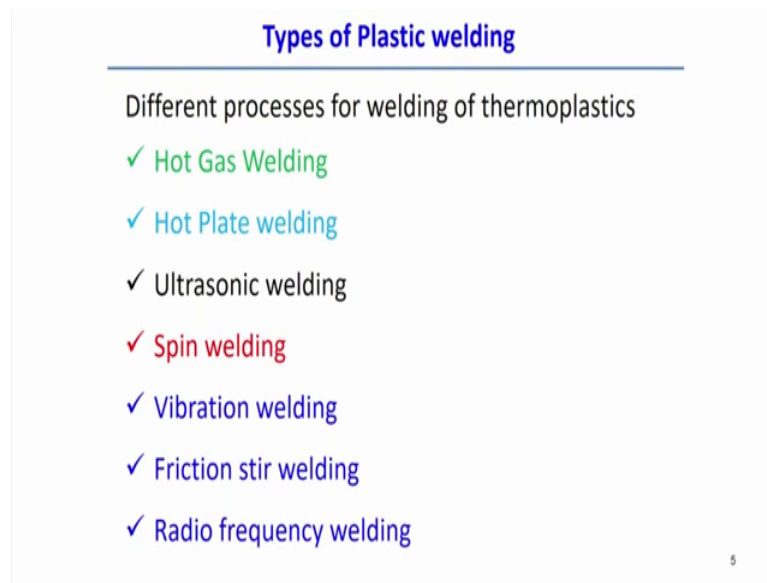 Types of Plastic welding
Different processes for welding of thermoplastics
✓ Hot Gas Welding
✓ Hot Plate welding
✓ Ultrasonic welding
✓ Spin welding
✓ Vibration welding
✓ Friction stir welding
✓ Radio frequency welding
5